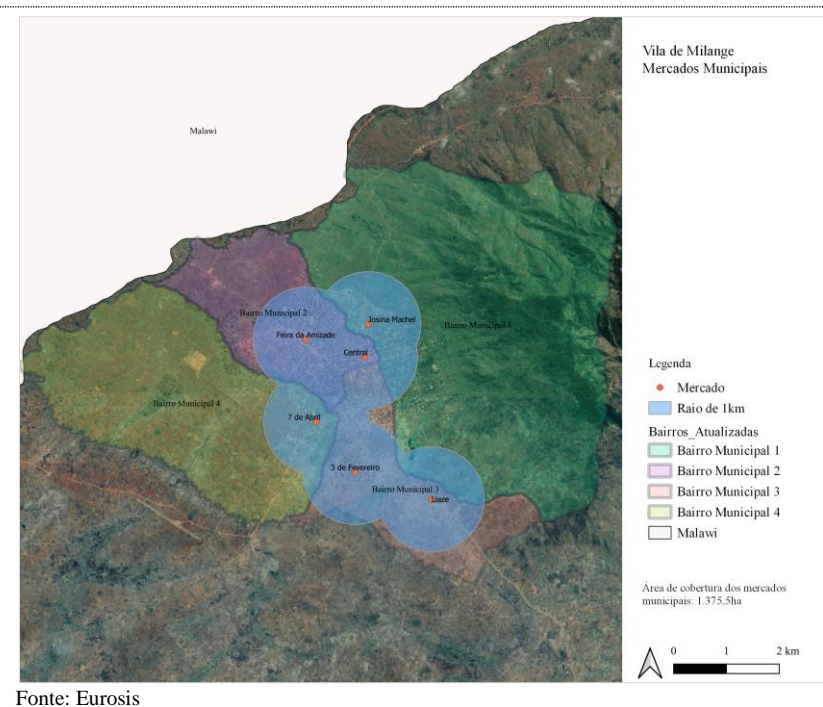 Vila de Milange
Mercados Municipais
Malawi
Bairro Municipal 2
Josina Machel
Bairro Municipal 1
Feira da Amizade
Central
Bairro Municipal 4
7 de Abril
3 de Fevereiro
Bairro Municipal 3
Liaze
Legenda
Mercado
Raio de 1km
Bairros_Atualizadas
Bairro Municipal 1
Bairro Municipal 2
Bairro Municipal 3
Bairro Municipal 4
Malawi
Área de cobertura dos mercados
municipais: 1.375,5ha
0 1 2 km
Fonte: Eurosis